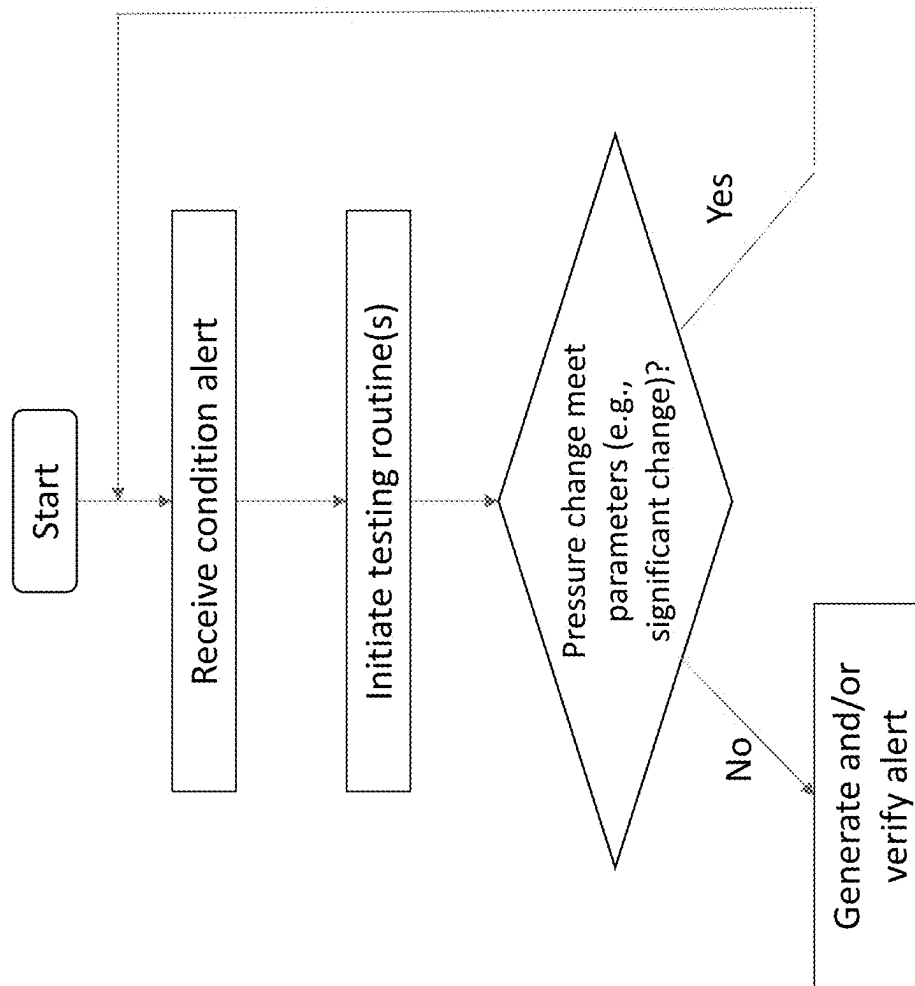 Start
Receive condition alert
Initiate testing routine(s)
Pressure change meet
parameters (e.g.,
significant change)?
Yes
No
Generate and/or
verify alert